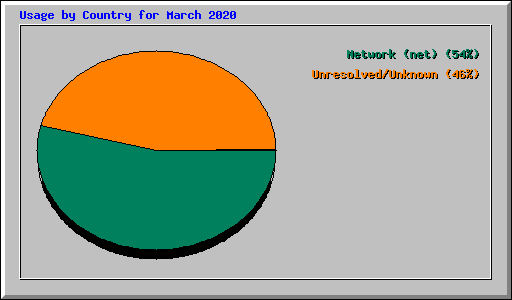 Usage by Country for March 2020
Network (net) (54%)
Unresolved/Unknown (46%)